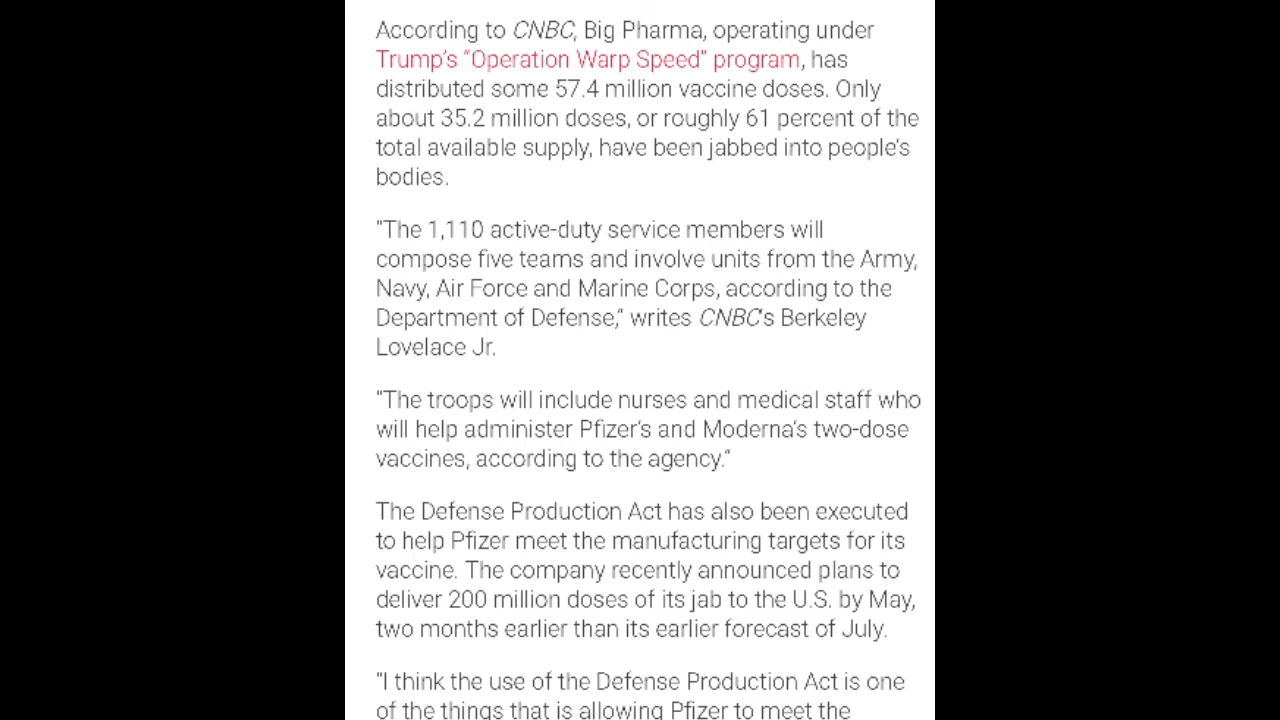 According to CNBC, Big Pharma, operating under
Trump's “Operation Warp Speed” program, has
distributed some 57.4 million vaccine doses. Only
about 35.2 million doses, or roughly 61 percent of the
total available supply, have been jabbed into people's
bodies.
“The 1,110 active-duty service members will
compose five teams and involve units from the Army,
Navy, Air Force and Marine Corps, according to the
Department of Defense,” writes CNBC's Berkeley
Lovelace Jr.
“The troops will include nurses and medical staff who
will help administer Pfizer's and Moderna's two-dose
vaccines, according to the agency.”
The Defense Production Act has also been executed
to help Pfizer meet the manufacturing targets for its
vaccine. The company recently announced plans to
deliver 200 million doses of its jab to the U.S. by May,
two months earlier than its earlier forecast of July.
“I think the use of the Defense Production Act is one
of the things that is allowing Pfizer to meet the